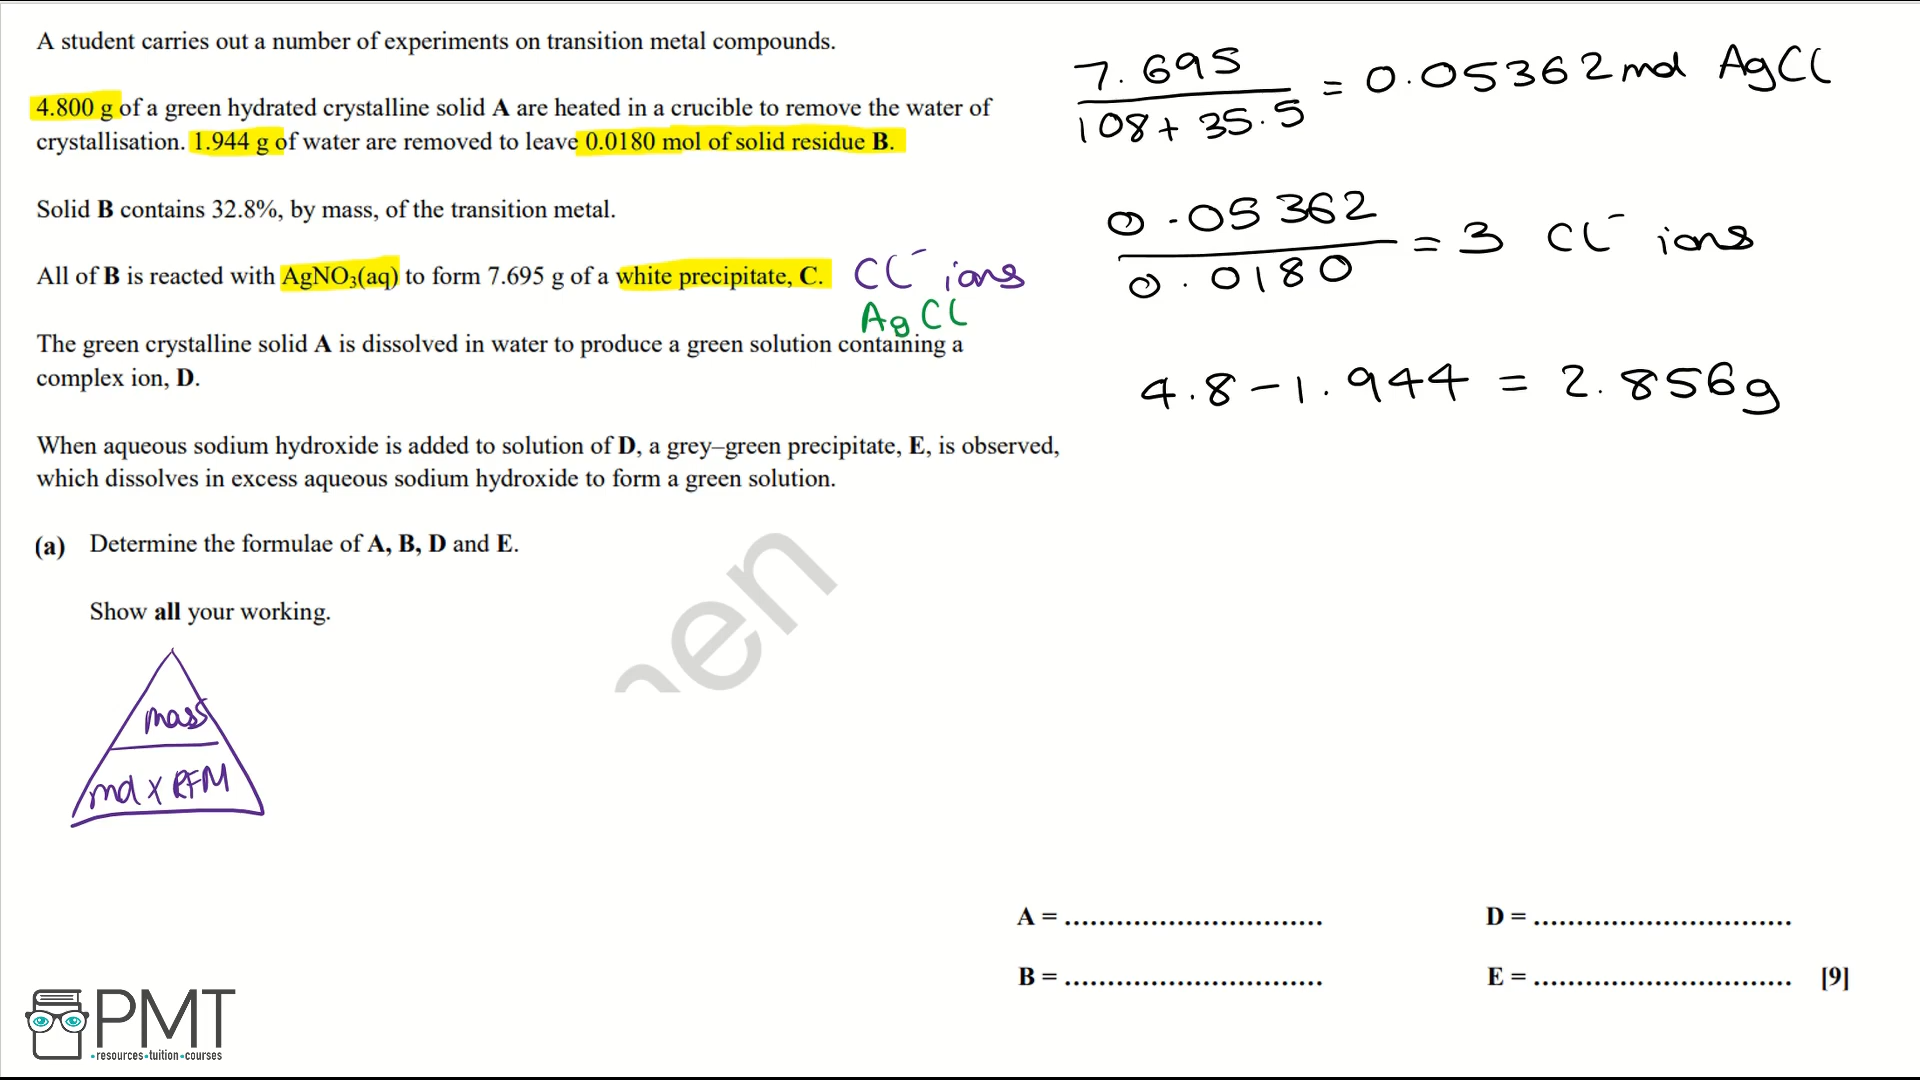 A student carries out a number of experiments on transition metal compounds.
4.800 g of a green hydrated crystalline solid A are heated in a crucible to remove the water of
crystallisation. 1.944 g of water are removed to leave 0.0180 mol of solid residue B.
Solid B contains 32.8%, by mass, of the transition metal.
All of B is reacted with AgNO₃(aq) to form 7.695 g of a white precipitate, C.
Cl⁻ ions
AgCl
The green crystalline solid A is dissolved in water to produce a green solution containing a
complex ion, D.
When aqueous sodium hydroxide is added to solution of D, a grey–green precipitate, E, is observed,
which dissolves in excess aqueous sodium hydroxide to form a green solution.
(a) Determine the formulae of A, B, D and E.
Show all your working.
mass
mol x RFM
7.695
108 + 35.5
= 0.05362 mol AgCl
0.05362
0.0180
= 3 Cl⁻ ions
4.8 - 1.944 = 2.856g
A = ..............................
D = ..............................
B = ..............................
E = .............................. [9]
PMT
•resources•tuition•courses